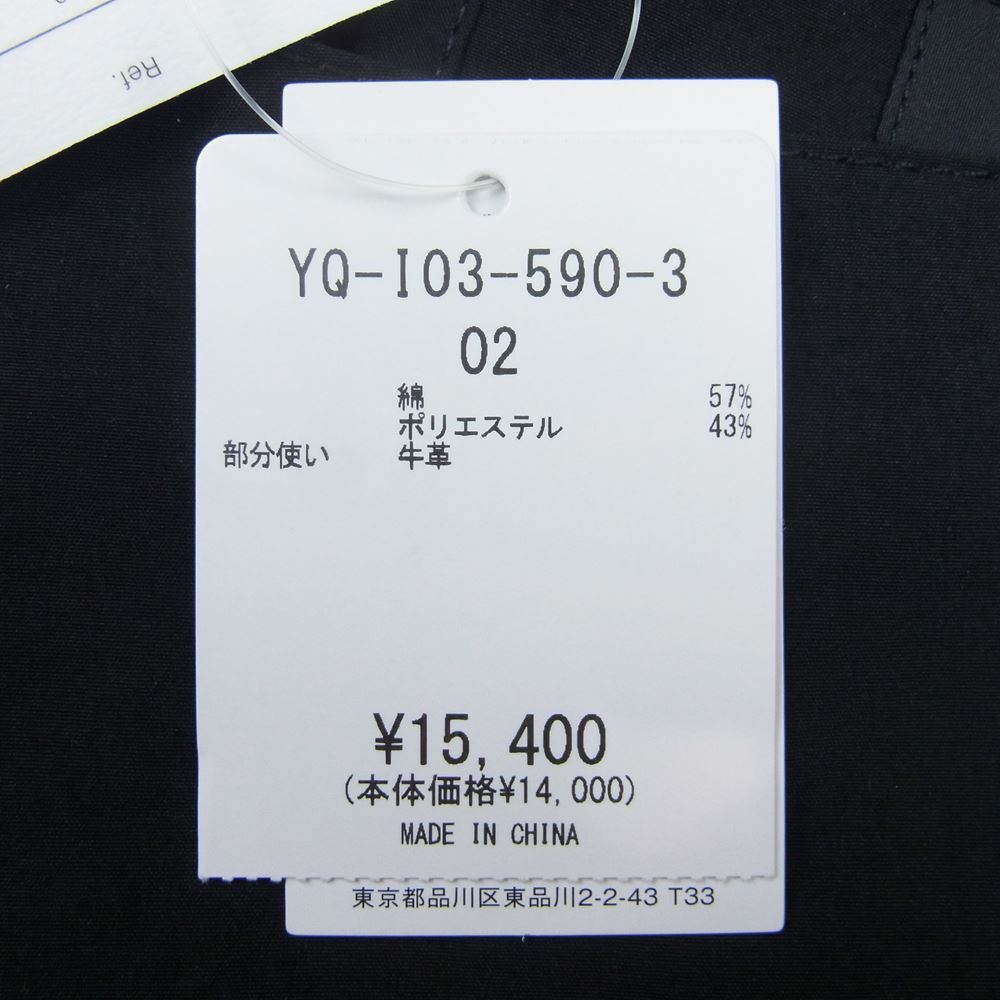 Ref.
YQ-I03-590-3
02
綿 57%
ポリエステル 43%
部分使い 牛革
¥15,400
(本体価格¥14,000)
MADE IN CHINA
東京都品川区東品川2-2-43 T33